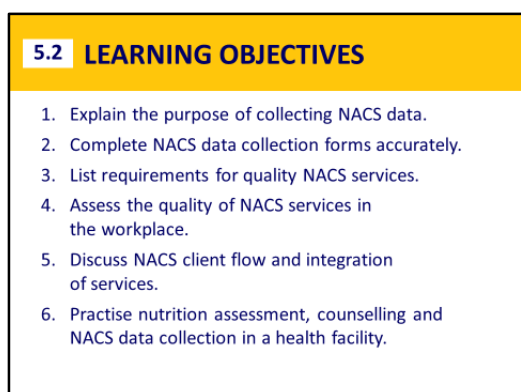 5.2 LEARNING OBJECTIVES
1. Explain the purpose of collecting NACS data.
2. Complete NACS data collection forms accurately.
3. List requirements for quality NACS services.
4. Assess the quality of NACS services in
the workplace.
5. Discuss NACS client flow and integration
of services.
6. Practise nutrition assessment, counselling and
NACS data collection in a health facility.